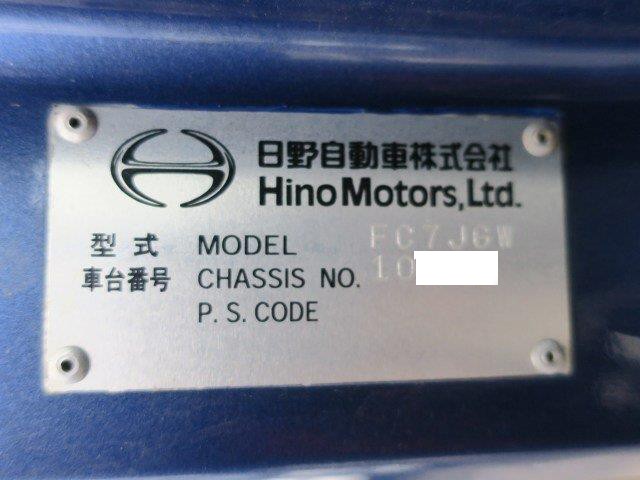 日野自動車株式会社
Hino Motors, Ltd.
型式 MODEL FC7JGW
車台番号 CHASSIS NO. 10
P.S.CODE